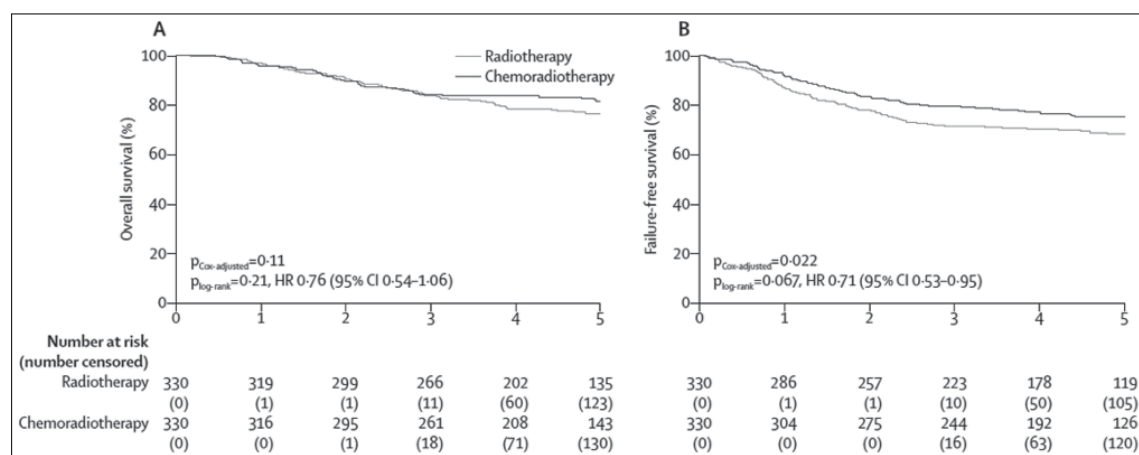 A
B
Radiotherapy
Chemoradiotherapy
Overall survival (%)
100
80
60
40
20
0
p Cox-adjusted=0·11
p log-rank=0·21, HR 0·76 (95% CI 0·54–1·06)
0 1 2 3 4 5
Failure-free survival (%)
100
80
60
40
20
0
p Cox-adjusted=0·022
p log-rank=0·067, HR 0·71 (95% CI 0·53–0·95)
0 1 2 3 4 5
Number at risk
(number censored)
Radiotherapy 330 319 299 266 202 135 330 286 257 223 178 119
(0) (1) (1) (11) (60) (123) (0) (1) (1) (10) (50) (105)
Chemoradiotherapy 330 316 295 261 208 143 330 304 275 244 192 126
(0) (0) (1) (18) (71) (130) (0) (0) (0) (16) (63) (120)